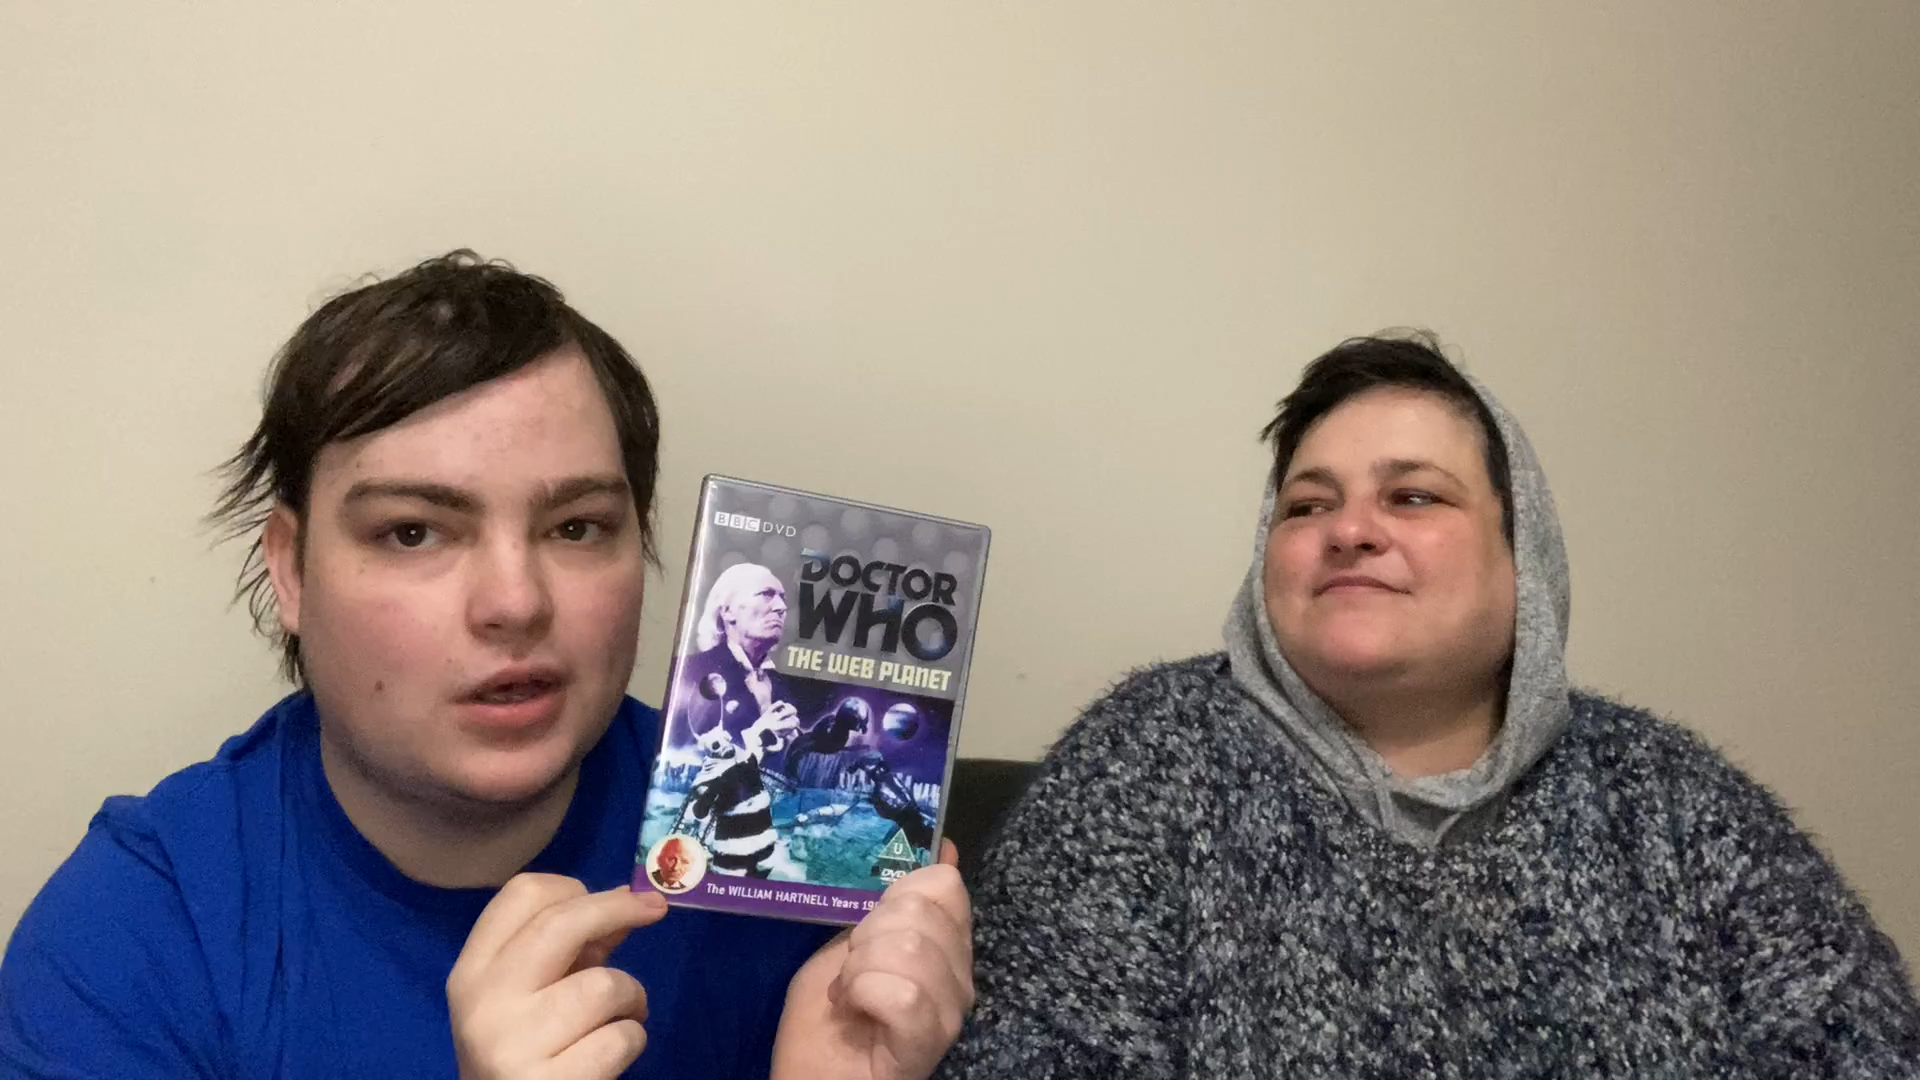 BBC DVD
DOCTOR
WHO
THE WEB PLANET
U
DVD
The WILLIAM HARTNELL Years